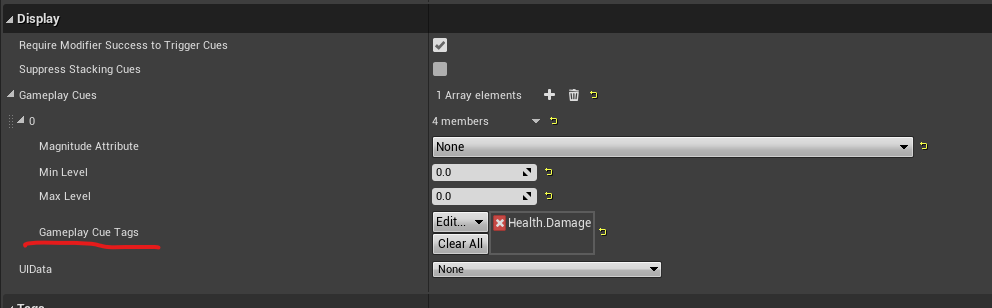 Display
Require Modifier Success to Trigger Cues
Suppress Stacking Cues
Gameplay Cues 1 Array elements
0 4 members
Magnitude Attribute None
Min Level 0.0
Max Level 0.0
Gameplay Cue Tags Edit... Health.Damage
Clear All
UIData None
Tags